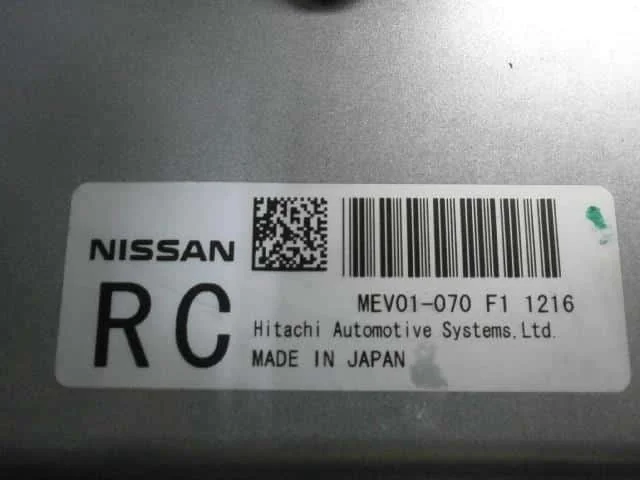 NISSAN
RC
MEV01-070 F1 1216
Hitachi Automotive Systems,Ltd.
MADE IN JAPAN